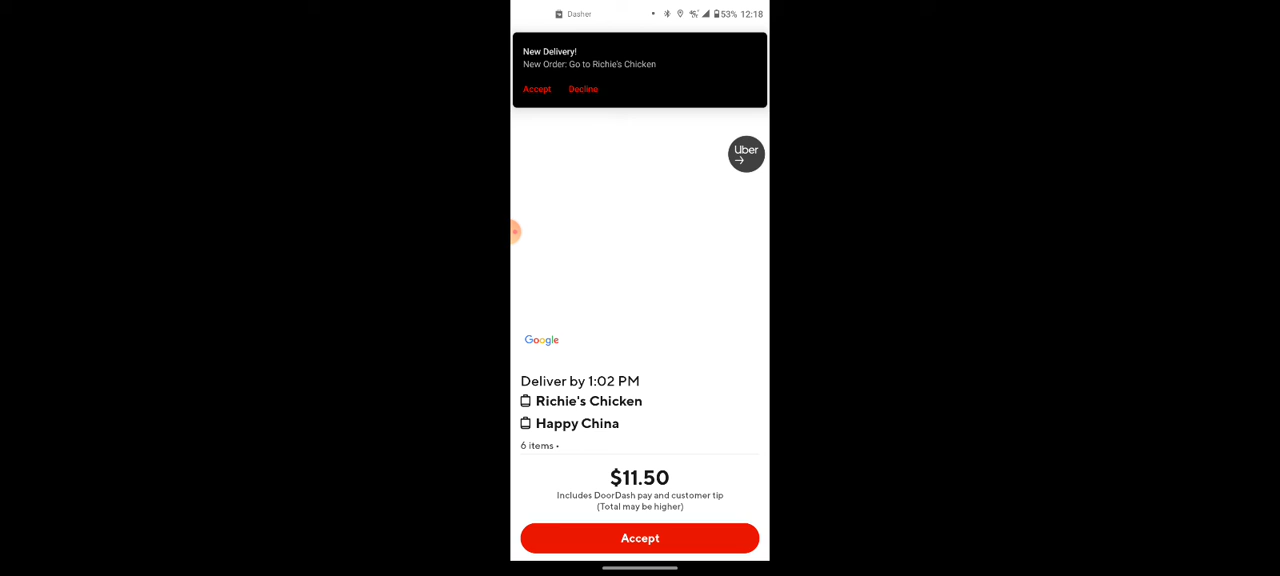 Dasher
53% 12:18
New Delivery!
New Order: Go to Richie's Chicken
Accept Decline
Uber
Google
Deliver by 1:02 PM
Richie's Chicken
Happy China
6 items •
$11.50
Includes DoorDash pay and customer tip
(Total may be higher)
Accept